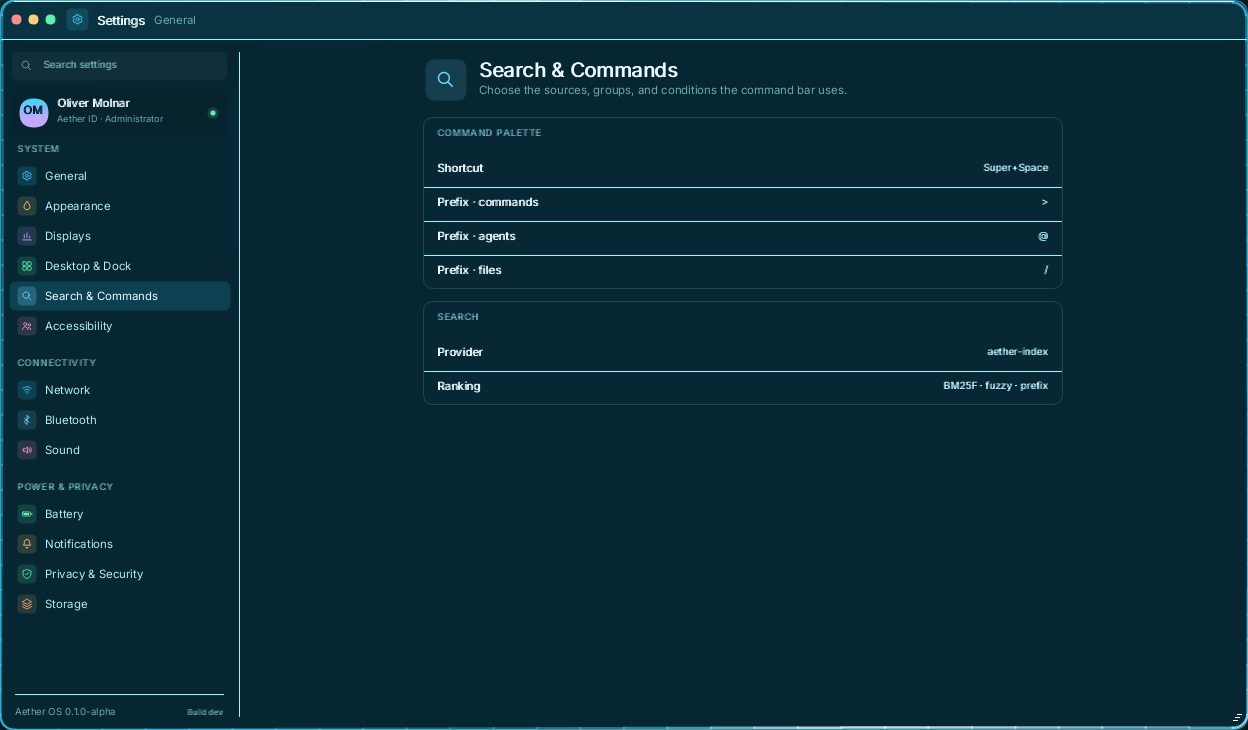 Settings General
Search settings
OM
Oliver Molnar
Aether ID · Administrator
SYSTEM
General
Appearance
Displays
Desktop & Dock
Search & Commands
Accessibility
CONNECTIVITY
Network
Bluetooth
Sound
POWER & PRIVACY
Battery
Notifications
Privacy & Security
Storage
Aether OS 0.1.0-alpha Build dev
Search & Commands
Choose the sources, groups, and conditions the command bar uses.
COMMAND PALETTE
Shortcut Super+Space
Prefix · commands >
Prefix · agents @
Prefix · files /
SEARCH
Provider aether-index
Ranking BM25F · fuzzy · prefix